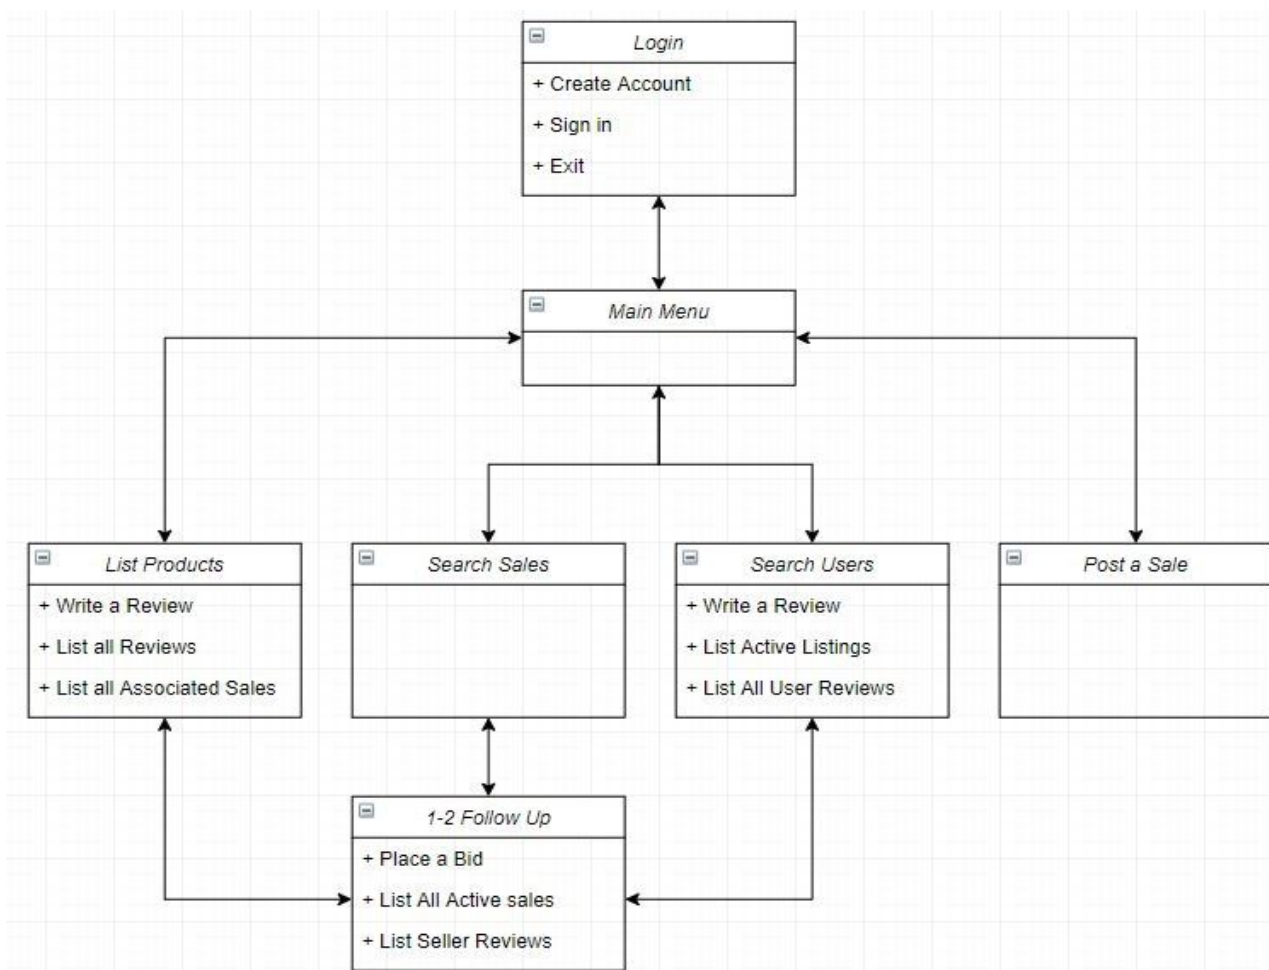 Login
+ Create Account
+ Sign in
+ Exit
Main Menu
List Products
+ Write a Review
+ List all Reviews
+ List all Associated Sales
Search Sales
Search Users
+ Write a Review
+ List Active Listings
+ List All User Reviews
Post a Sale
1-2 Follow Up
+ Place a Bid
+ List All Active sales
+ List Seller Reviews